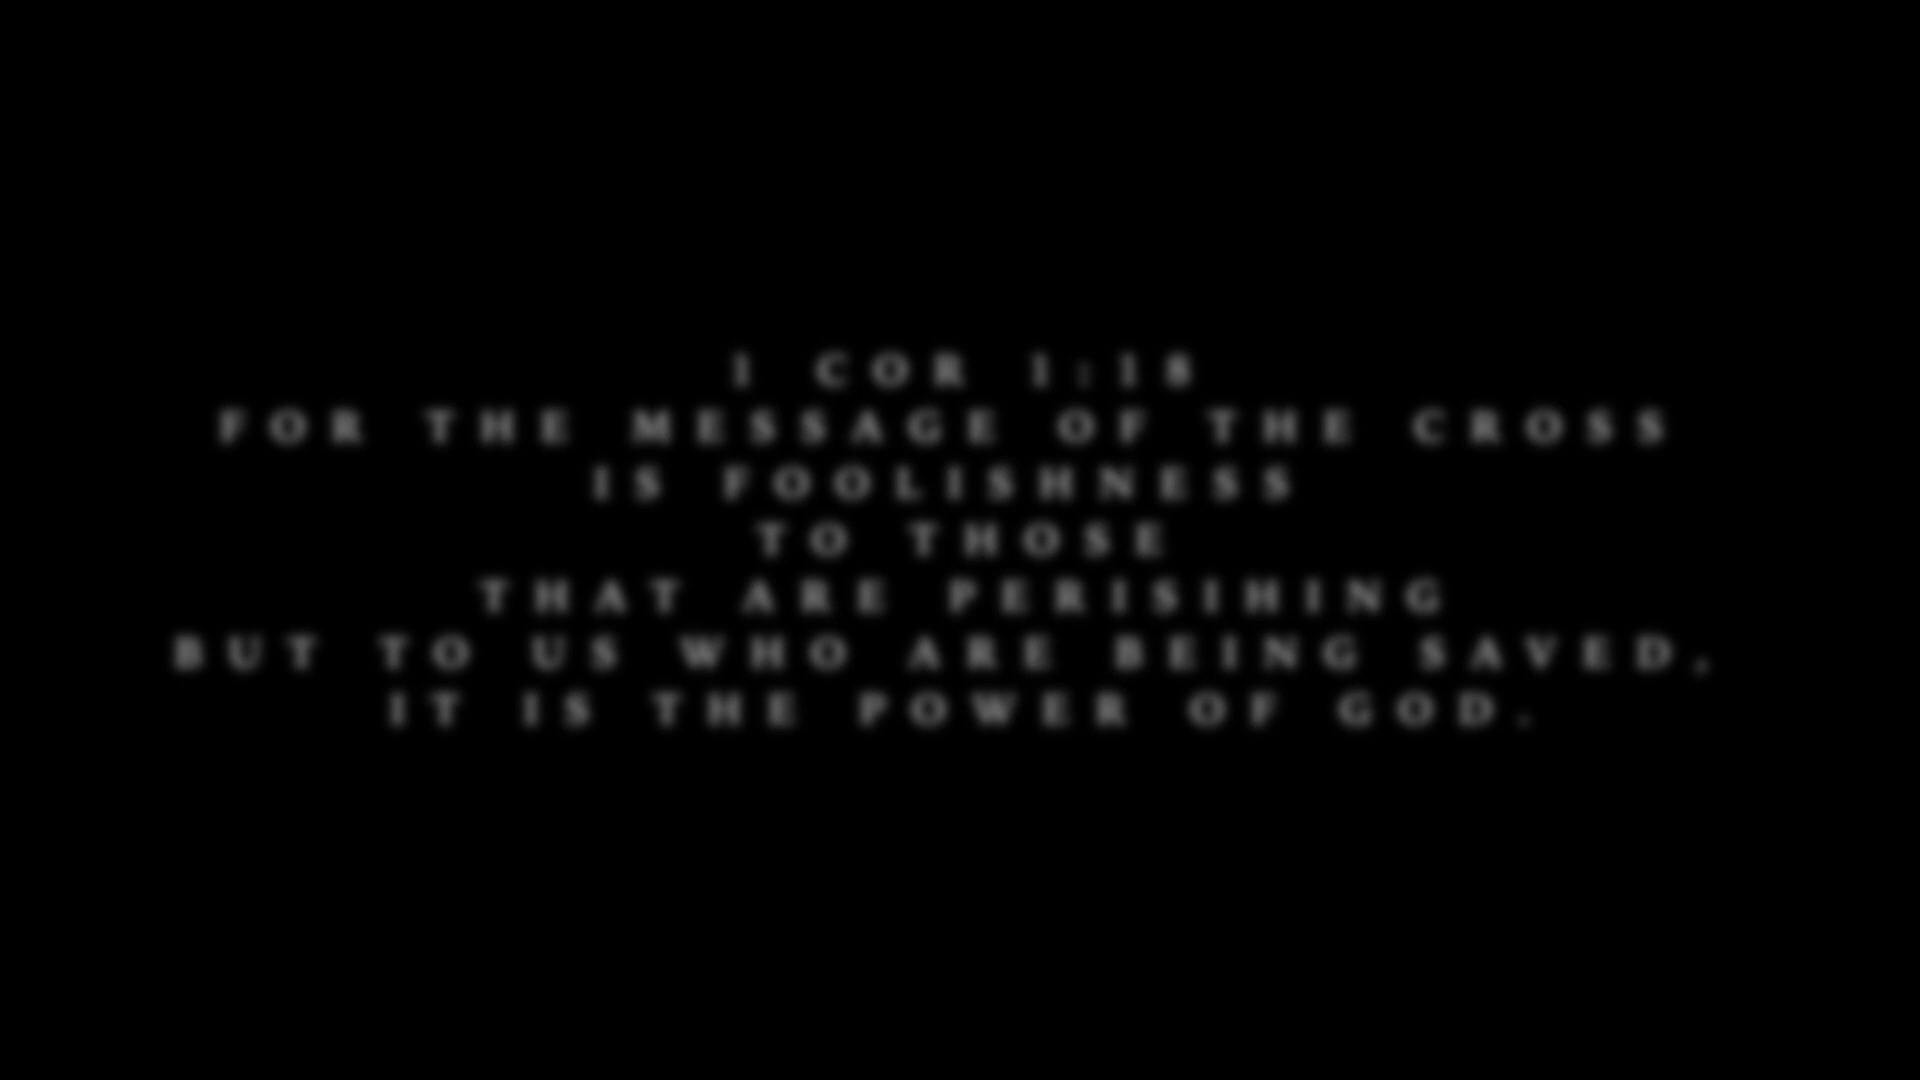 1 COR 1:18
FOR THE MESSAGE OF THE CROSS
IS FOOLISHNESS
TO THOSE
THAT ARE PERISIHING
BUT TO US WHO ARE BEING SAVED,
IT IS THE POWER OF GOD.